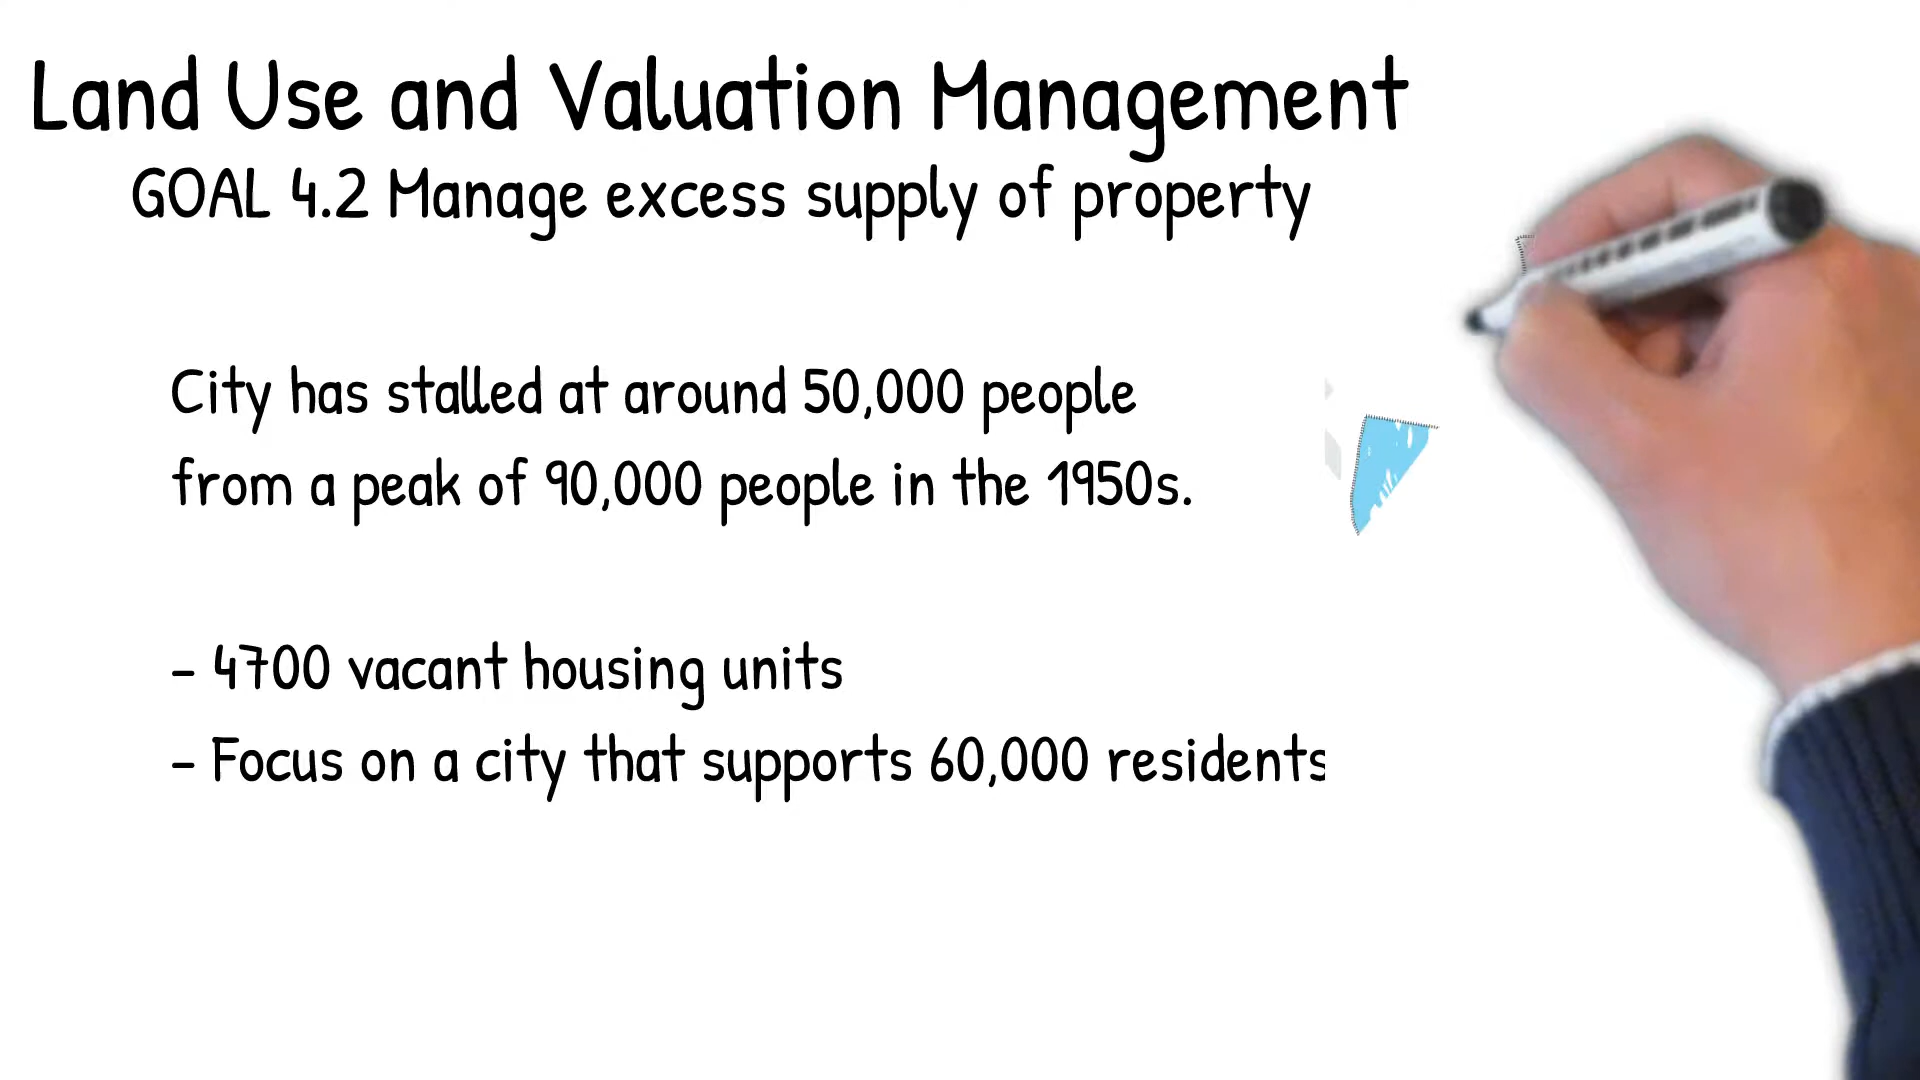 Land Use and Valuation Management
GOAL 4.2 Manage excess supply of property
City has stalled at around 50,000 people
from a peak of 90,000 people in the 1950s.
- 4700 vacant housing units
- Focus on a city that supports 60,000 residents